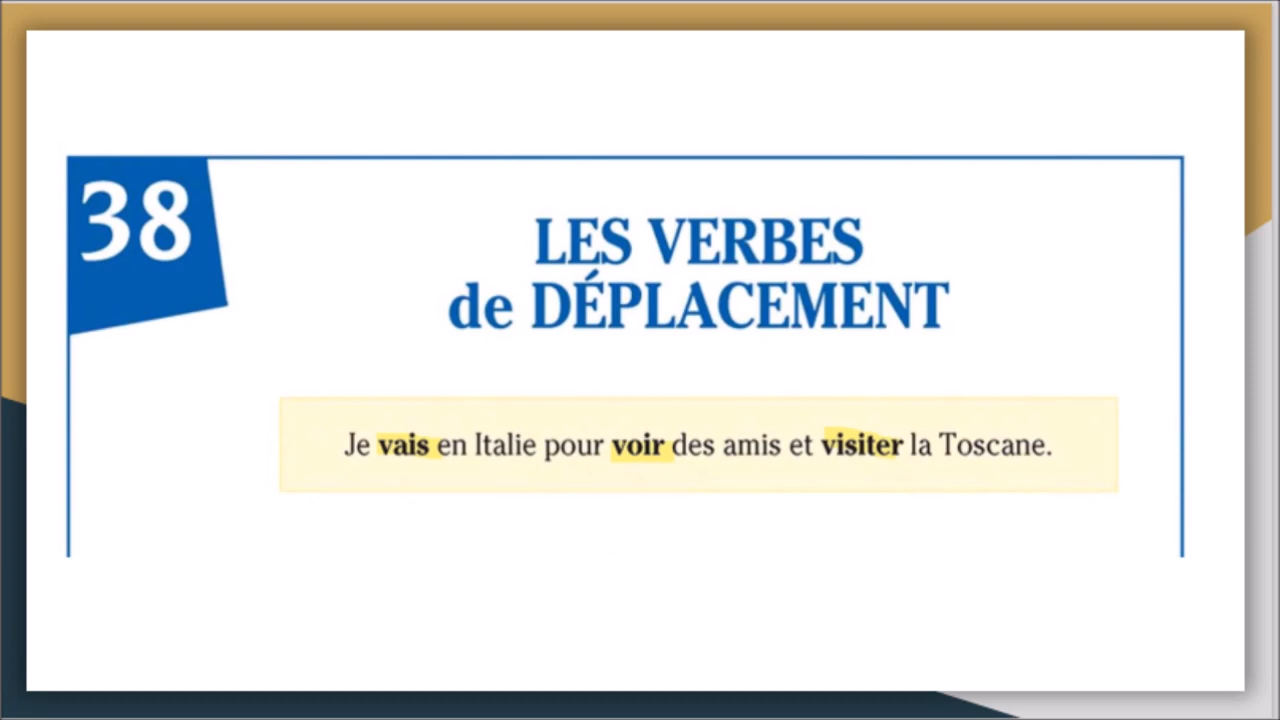 38
LES VERBES
de DÉPLACEMENT
Je vais en Italie pour voir des amis et visiter la Toscane.